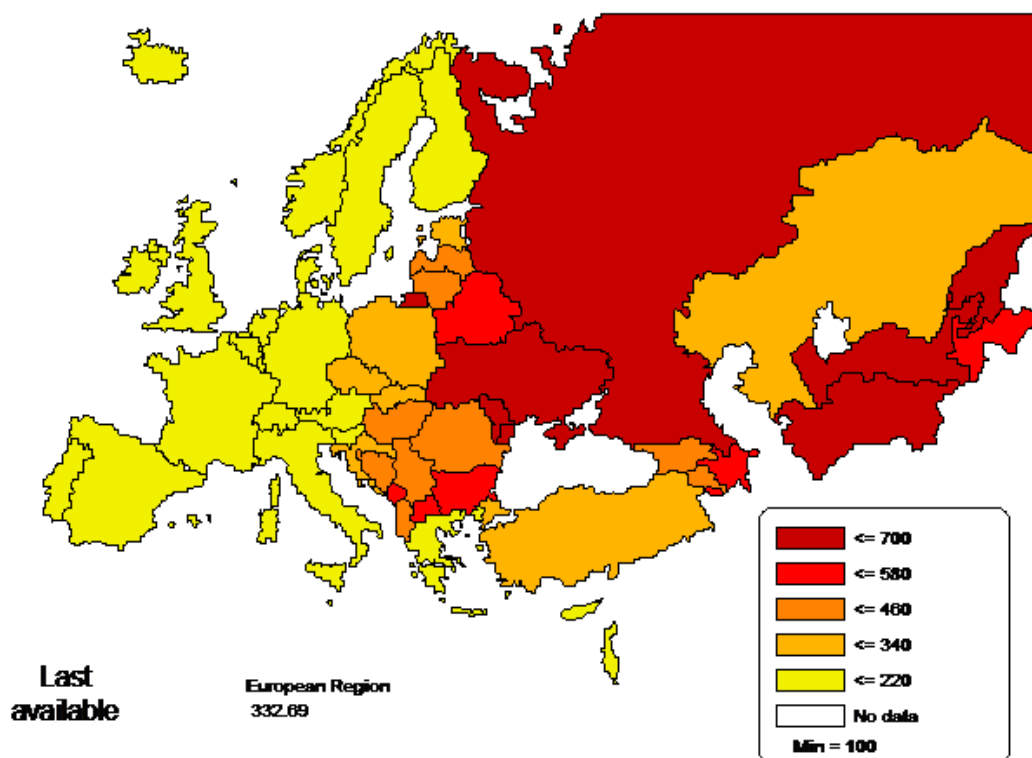 <= 700
<= 580
<= 460
<= 340
<= 220
No data
Min = 100
Last
available
European Region
332.69